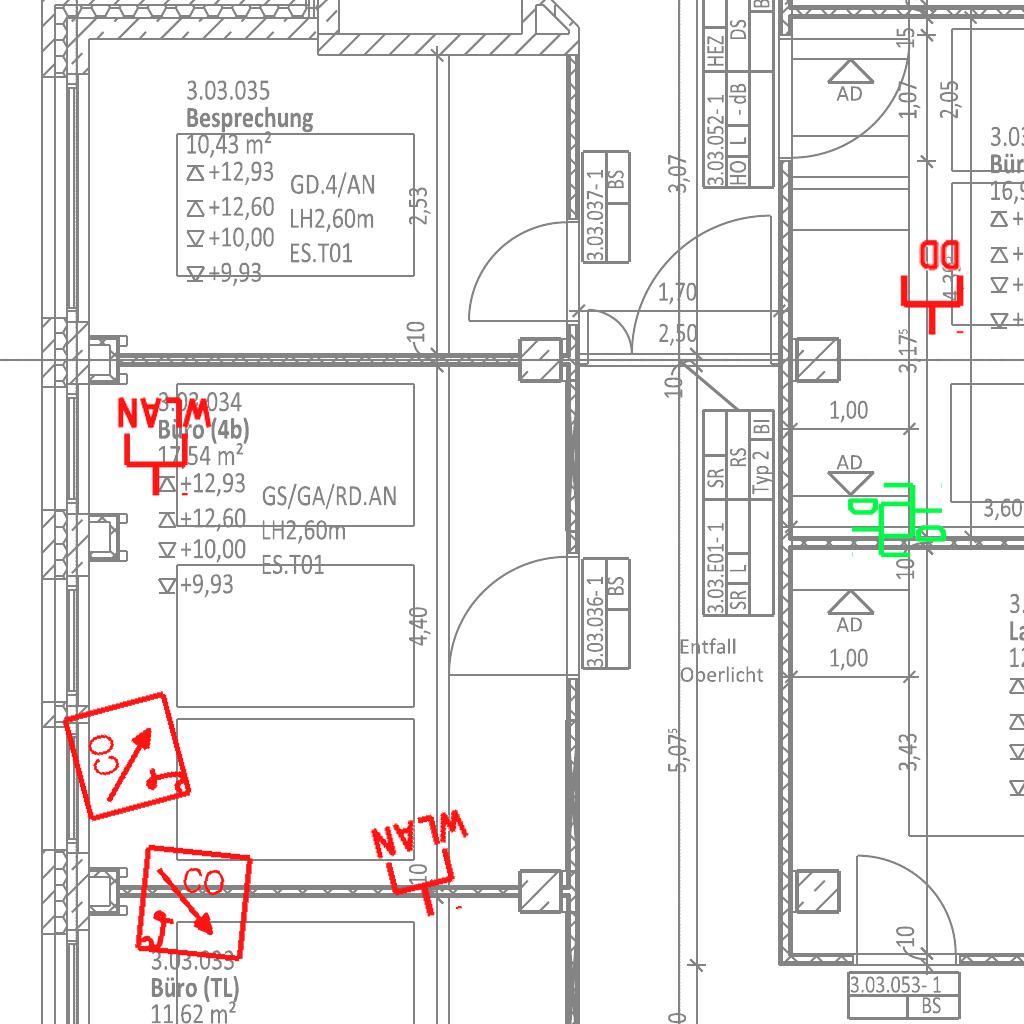 3.03.035
Besprechung
10,43 m²
+12,93
+12,60
+10,00
+9,93
GD.4/AN
LH2,60m
ES.T01
2,53
10
3.03.037- 1
BS
3,07
1,70
2,50
10
3.03.052- 1
HEZ
DS
HO
L
- dB
15
1,07
2,05
AD
3.03
Bür
16,9
DD
3,17⁵
1,00
AD
3,60
D
D
10
WLAN
3.03.034
Büro (4b)
17,54 m²
+12,93
+12,60
+10,00
+9,93
GS/GA/RD.AN
LH2,60m
ES.T01
4,40
3.03.036- 1
BS
3.03.E01- 1
SR
RS
Typ 2
BI
SR
L
Entfall
Oberlicht
AD
1,00
3,43
5,07⁵
CO
CO
WLAN
10
3.03.033
Büro (TL)
11,62 m²
10
3.03.053- 1
BS